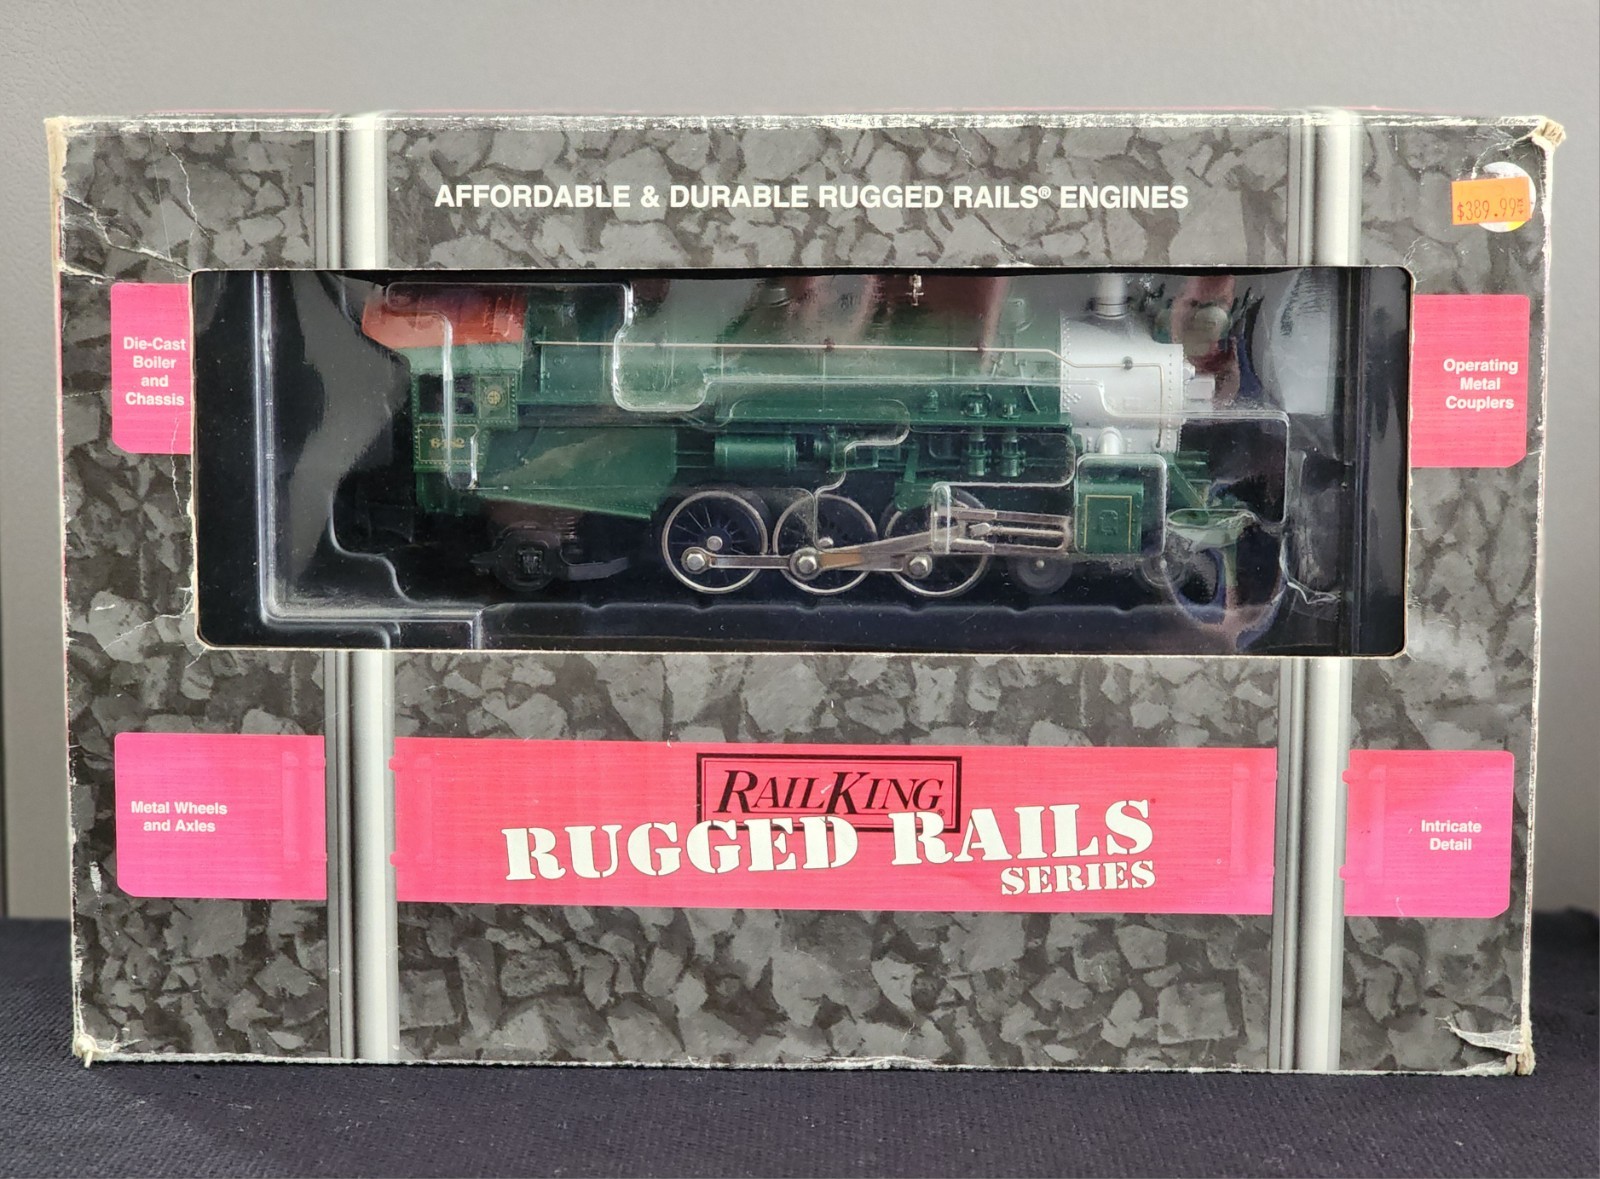 AFFORDABLE & DURABLE RUGGED RAILS® ENGINES
$389.99
Die-Cast
Boiler
and
Chassis
Operating
Metal
Couplers
Metal Wheels
and Axles
RAILKING®
RUGGED RAILS
SERIES
Intricate
Detail